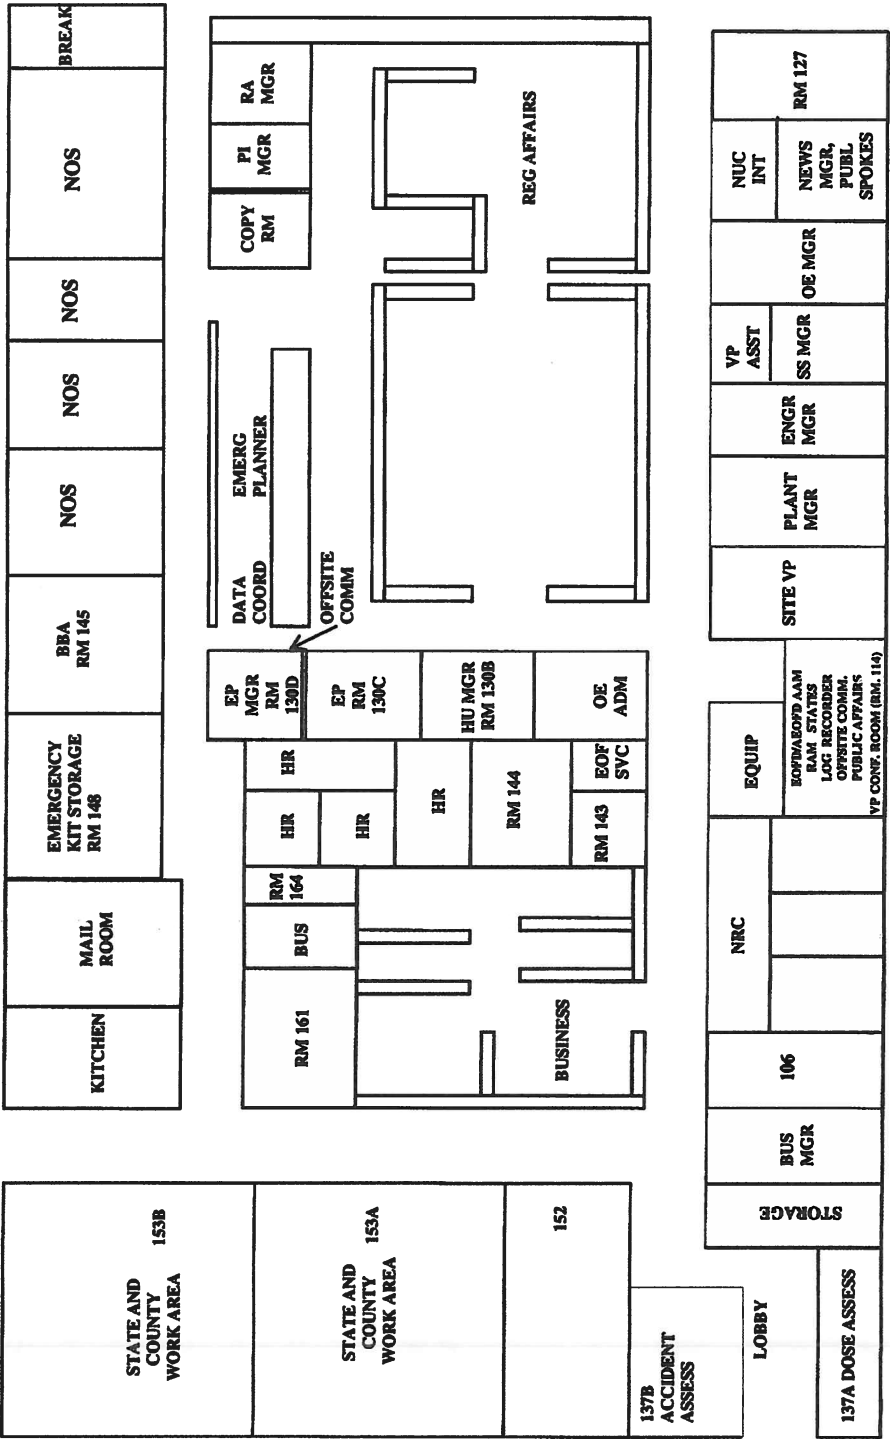 BREAK
NOS
NOS
NOS
NOS
BBA
RM 145
EMERGENCY
KIT STORAGE
RM 148
MAIL
ROOM
KITCHEN
STATE AND
COUNTY
WORK AREA
153B
STATE AND
COUNTY
WORK AREA
153A
152
137B
ACCIDENT
ASSESS
LOBBY
137A DOSE ASSESS
RA
MGR
PI
MGR
COPY
RM
REG AFFAIRS
EMERG
PLANNER
DATA
COORD
OFFSITE
COMM
EP
MGR
RM
130D
EP
RM
130C
HU MGR
RM 130B
OE
ADM
HR
HR
HR
HR
RM 144
EOF
SVC
RM 143
RM
164
BUS
RM 161
BUSINESS
RM 127
NUC
INT
NEWS
MGR,
PUBL
SPOKES
OE MGR
VP
ASST
SS MGR
ENGR
MGR
PLANT
MGR
SITE VP
EQUIP
EOFD/AEOFD AAM
RAM STATES
LOG RECORDER
OFFSITE COMM.
PUBLIC AFFAIRS
VP CONF. ROOM (RM. 114)
NRC
106
BUS
MGR
STORAGE